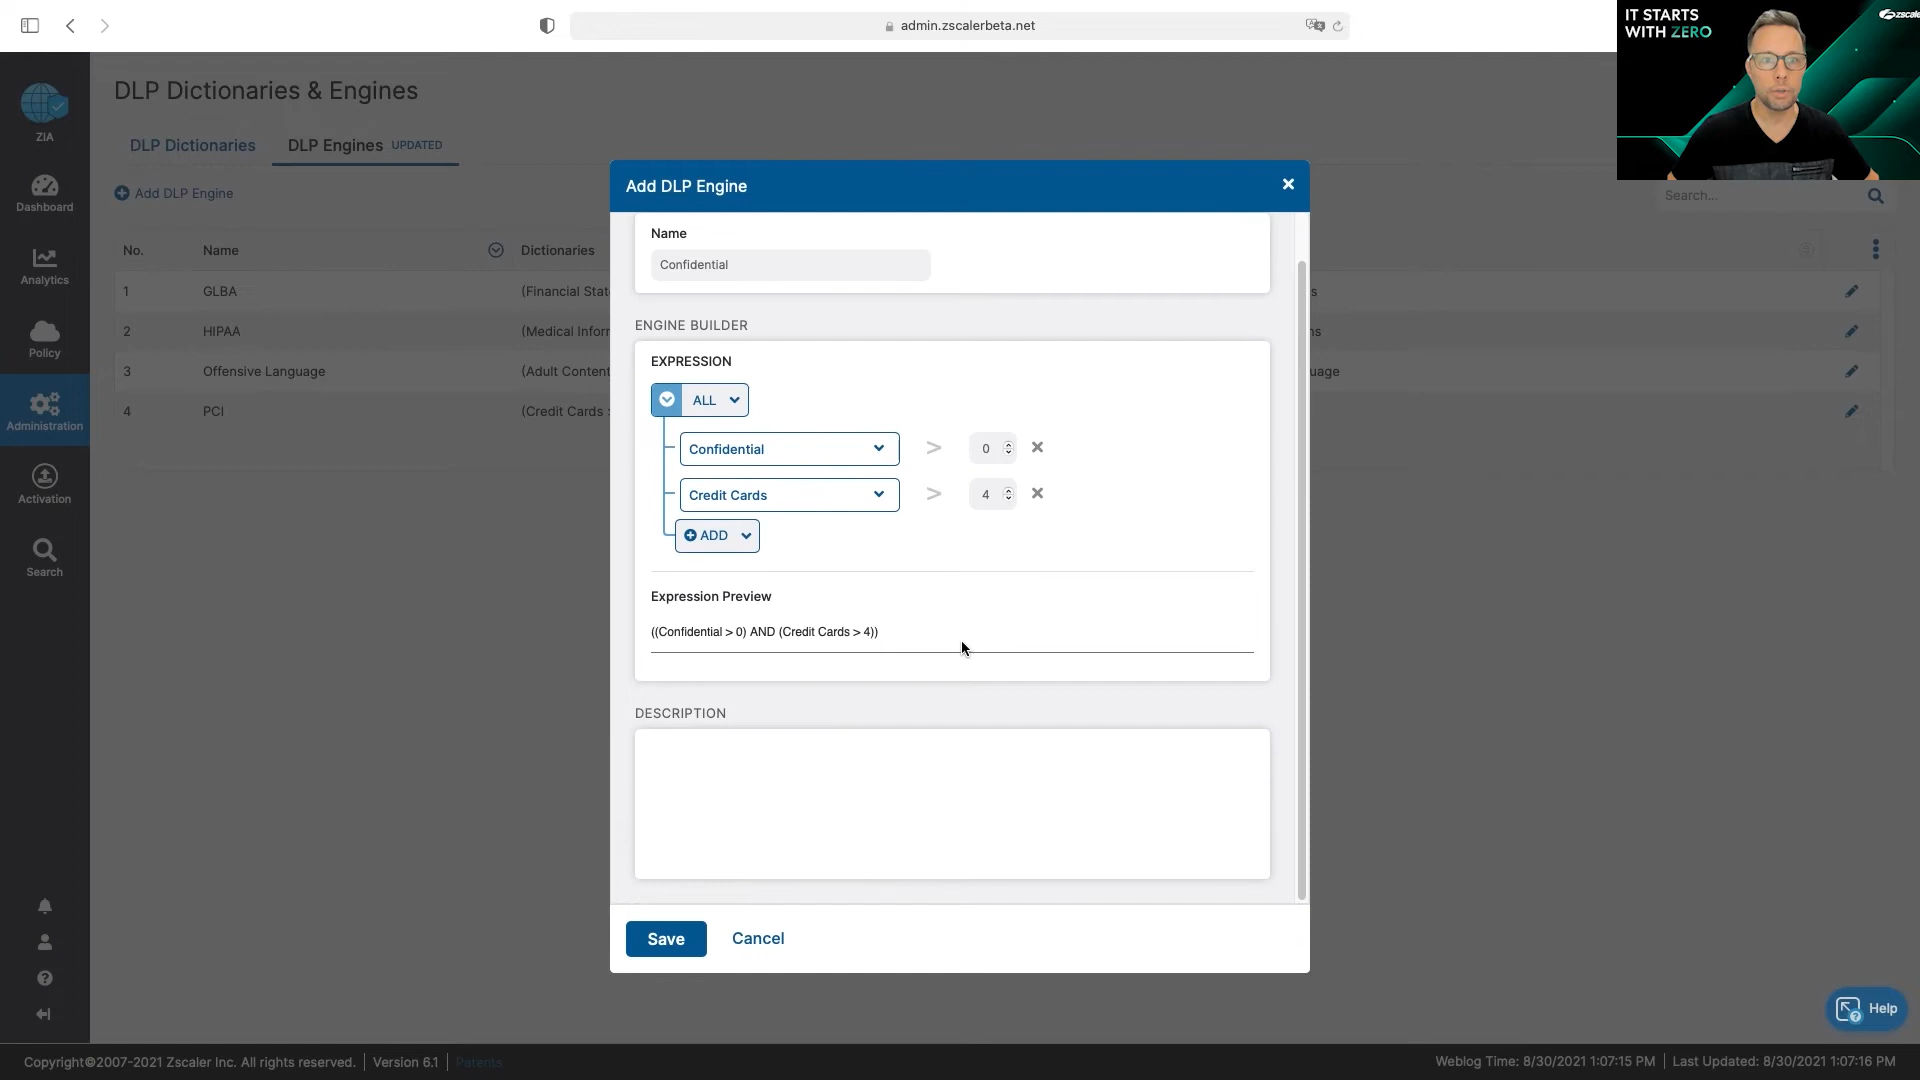 admin.zscalerbeta.net
IT STARTS
WITH ZERO
ZIA
Dashboard
Analytics
Policy
Administration
Activation
Search
DLP Dictionaries & Engines
DLP Dictionaries
DLP Engines UPDATED
Add DLP Engine
Search...
No. Name Dictionaries
1 GLBA (Financial
2 HIPAA (Medical
3 Offensive Language (Adult Content
4 PCI (Credit Cards >
Add DLP Engine
Name
Confidential
ENGINE BUILDER
EXPRESSION
ALL
Confidential > 0
Credit Cards > 4
ADD
Expression Preview
((Confidential > 0) AND (Credit Cards > 4))
DESCRIPTION
Save Cancel
Help
Copyright©2007-2021 Zscaler Inc. All rights reserved. | Version 6.1 | Patents
Weblog Time: 8/30/2021 1:07:15 PM | Last Updated: 8/30/2021 1:07:16 PM